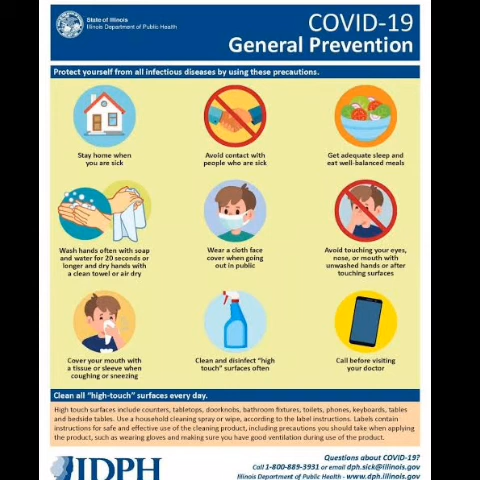 State of Illinois
Illinois Department of Public Health
COVID-19
General Prevention
Protect yourself from all infectious diseases by using these precautions.
Stay home when
you are sick
Avoid contact with
people who are sick
Get adequate sleep and
eat well-balanced meals
Wash hands often with soap
and water for 20 seconds or
longer and dry hands with
a clean towel or air dry
Wear a cloth face
cover when going
out in public
Avoid touching your eyes,
nose, or mouth with
unwashed hands or after
touching surfaces
Cover your mouth with
a tissue or sleeve when
coughing or sneezing
Clean and disinfect "high
touch" surfaces often
Call before visiting
your doctor
Clean all "high-touch" surfaces every day.
High touch surfaces include counters, tabletops, doorknobs, bathroom fixtures, toilets, phones, keyboards, tables
and bedside tables. Use a household cleaning spray or wipe, according to the label instructions. Labels contain
instructions for safe and effective use of the cleaning product, including precautions you should take when applying
the product, such as wearing gloves and making sure you have good ventilation during use of the product.
IDPH
Questions about COVID-19?
Call 1-800-889-3931 or email dph.sick@illinois.gov
Illinois Department of Public Health - www.dph.illinois.gov